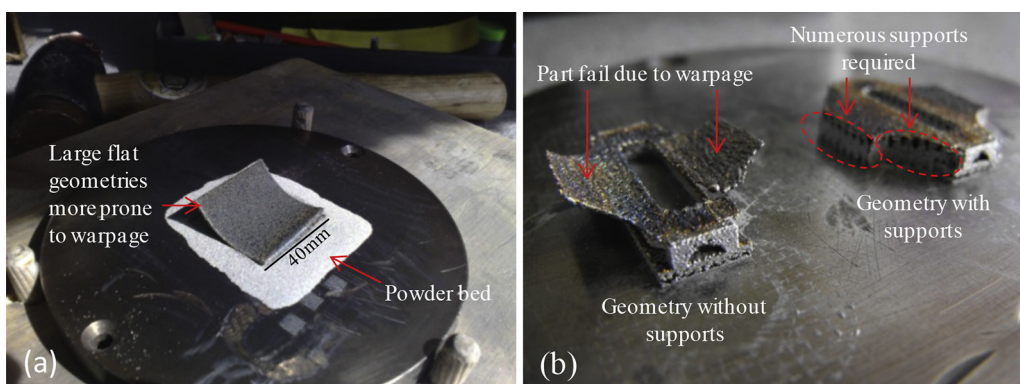 Large flat
geometries
more prone
to warpage
40mm
Powder bed
(a)
Numerous supports
required
Part fail due to warpage
Geometry with
supports
Geometry without
supports
(b)